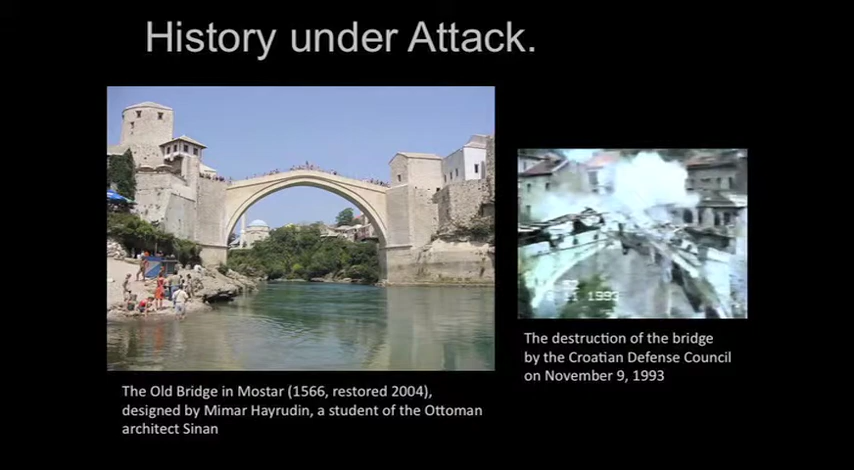 History under Attack.
The Old Bridge in Mostar (1566, restored 2004),
designed by Mimar Hayrudin, a student of the Ottoman
architect Sinan
11 1993
The destruction of the bridge
by the Croatian Defense Council
on November 9, 1993